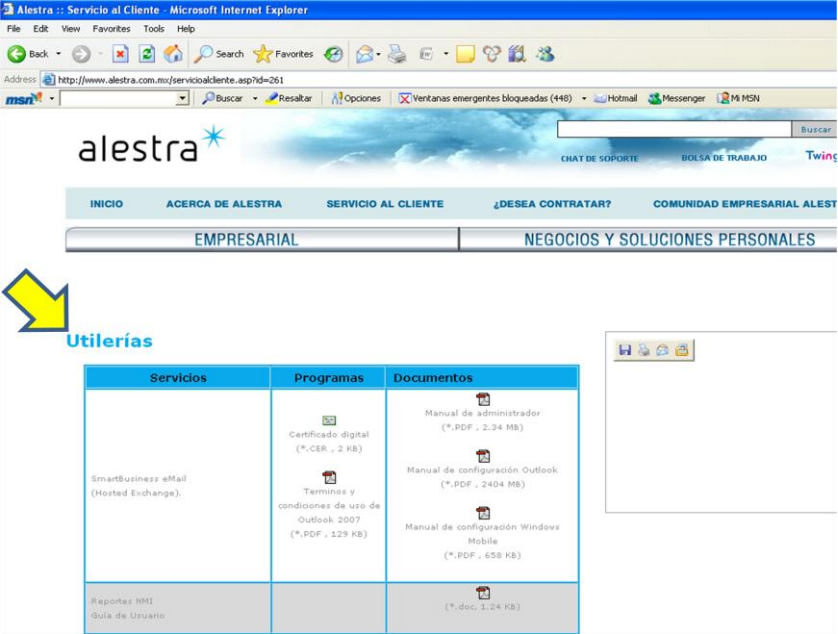 Alestra :: Servicio al Cliente - Microsoft Internet Explorer
File Edit View Favorites Tools Help
Back Search Favorites
Address http://www.alestra.com.mx/servicioalcliente.asp?id=261
msn Buscar Resaltar Opciones Ventanas emergentes bloqueadas (448) Hotmail Messenger Mi MSN
alestra
Buscar
CHAT DE SOPORTE BOLSA DE TRABAJO Twing
INICIO ACERCA DE ALESTRA SERVICIO AL CLIENTE ¿DESEA CONTRATAR? COMUNIDAD EMPRESARIAL ALEST
EMPRESARIAL NEGOCIOS Y SOLUCIONES PERSONALES
Utilerías
Servicios Programas Documentos
SmartBusiness eMail
(Hosted Exchange).
Certificado digital
(*.CER , 2 KB)
Terminos y
condiciones de uso de
Outlook 2007
(*.PDF , 129 KB)
Manual de administrador
(*.PDF , 2.34 MB)
Manual de configuración Outlook
(*.PDF , 2404 MB)
Manual de configuración Windows
Mobile
(*.PDF , 658 KB)
Reportes NMI
Guía de Usuario
(*.doc, 1.24 KB)